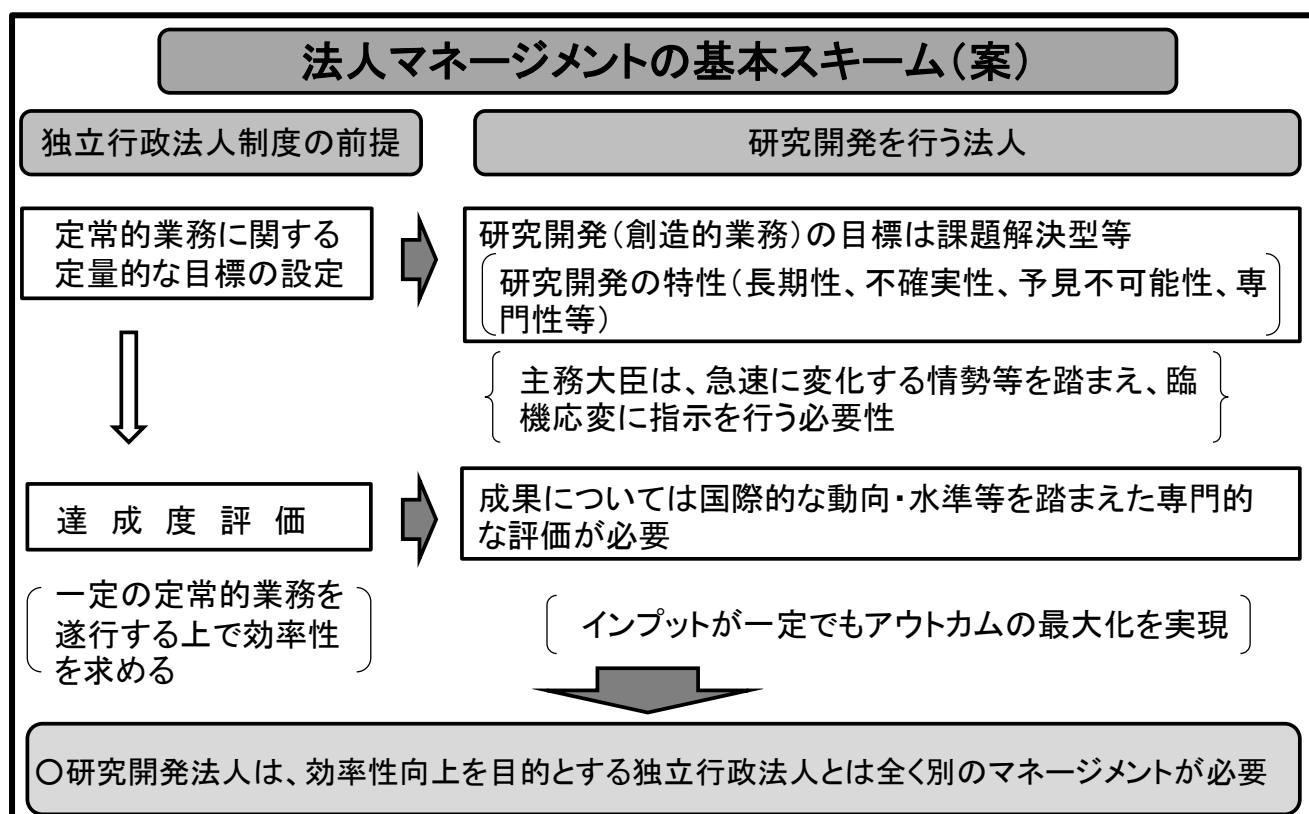 法人マネージメントの基本スキーム(案)
独立行政法人制度の前提
研究開発を行う法人
定常的業務に関する
定量的な目標の設定
研究開発(創造的業務)の目標は課題解決型等
研究開発の特性(長期性、不確実性、予見不可能性、専
門性等)
主務大臣は、急速に変化する情勢等を踏まえ、臨
機応変に指示を行う必要性
達成度評価
成果については国際的な動向・水準等を踏まえた専門的
な評価が必要
一定の定常的業務を
遂行する上で効率性
を求める
インプットが一定でもアウトカムの最大化を実現
○研究開発法人は、効率性向上を目的とする独立行政法人とは全く別のマネージメントが必要